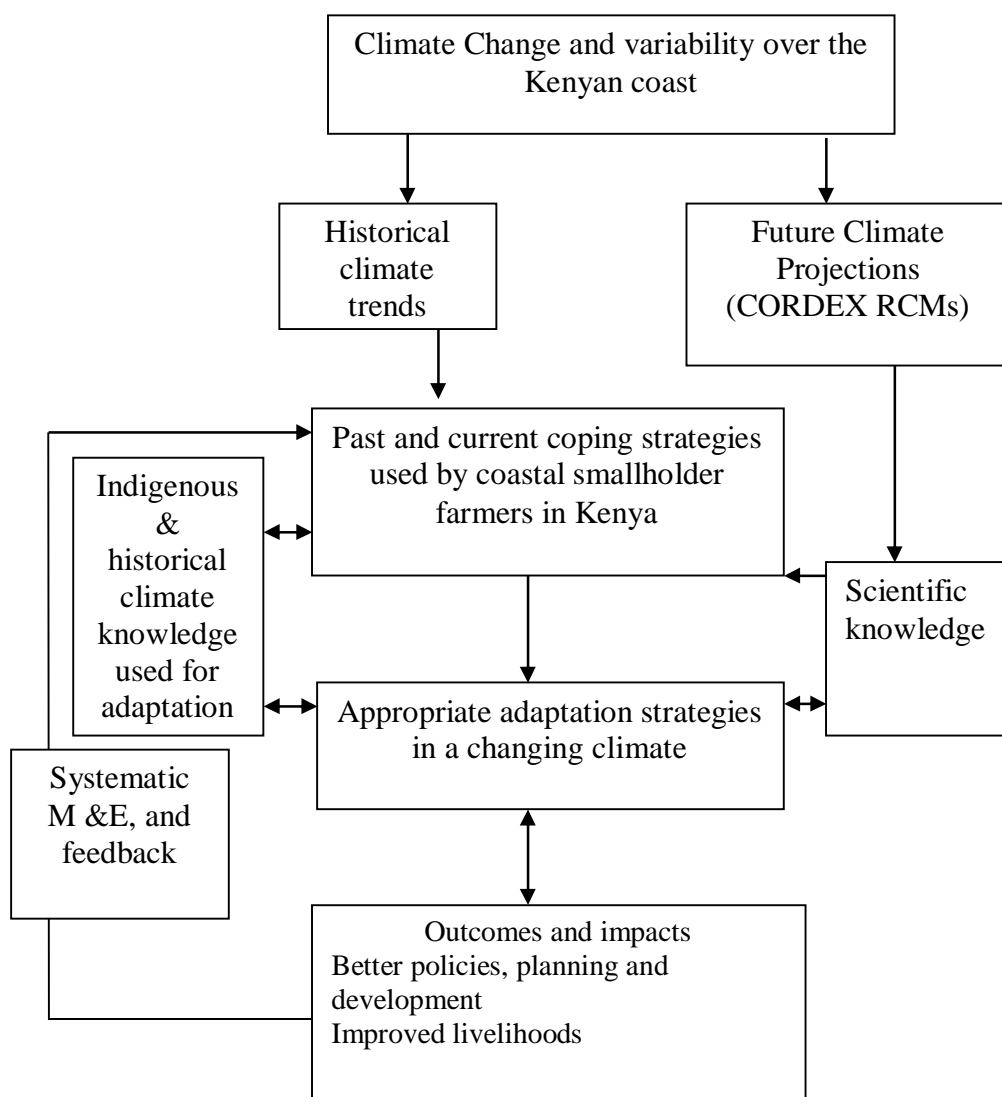 Climate Change and variability over the
Kenyan coast
Historical
climate
trends
Future Climate
Projections
(CORDEX RCMs)
Past and current coping strategies
used by coastal smallholder
farmers in Kenya
Indigenous
&
historical
climate
knowledge
used for
adaptation
Scientific
knowledge
Appropriate adaptation strategies
in a changing climate
Systematic
M &E, and
feedback
Outcomes and impacts
Better policies, planning and
development
Improved livelihoods